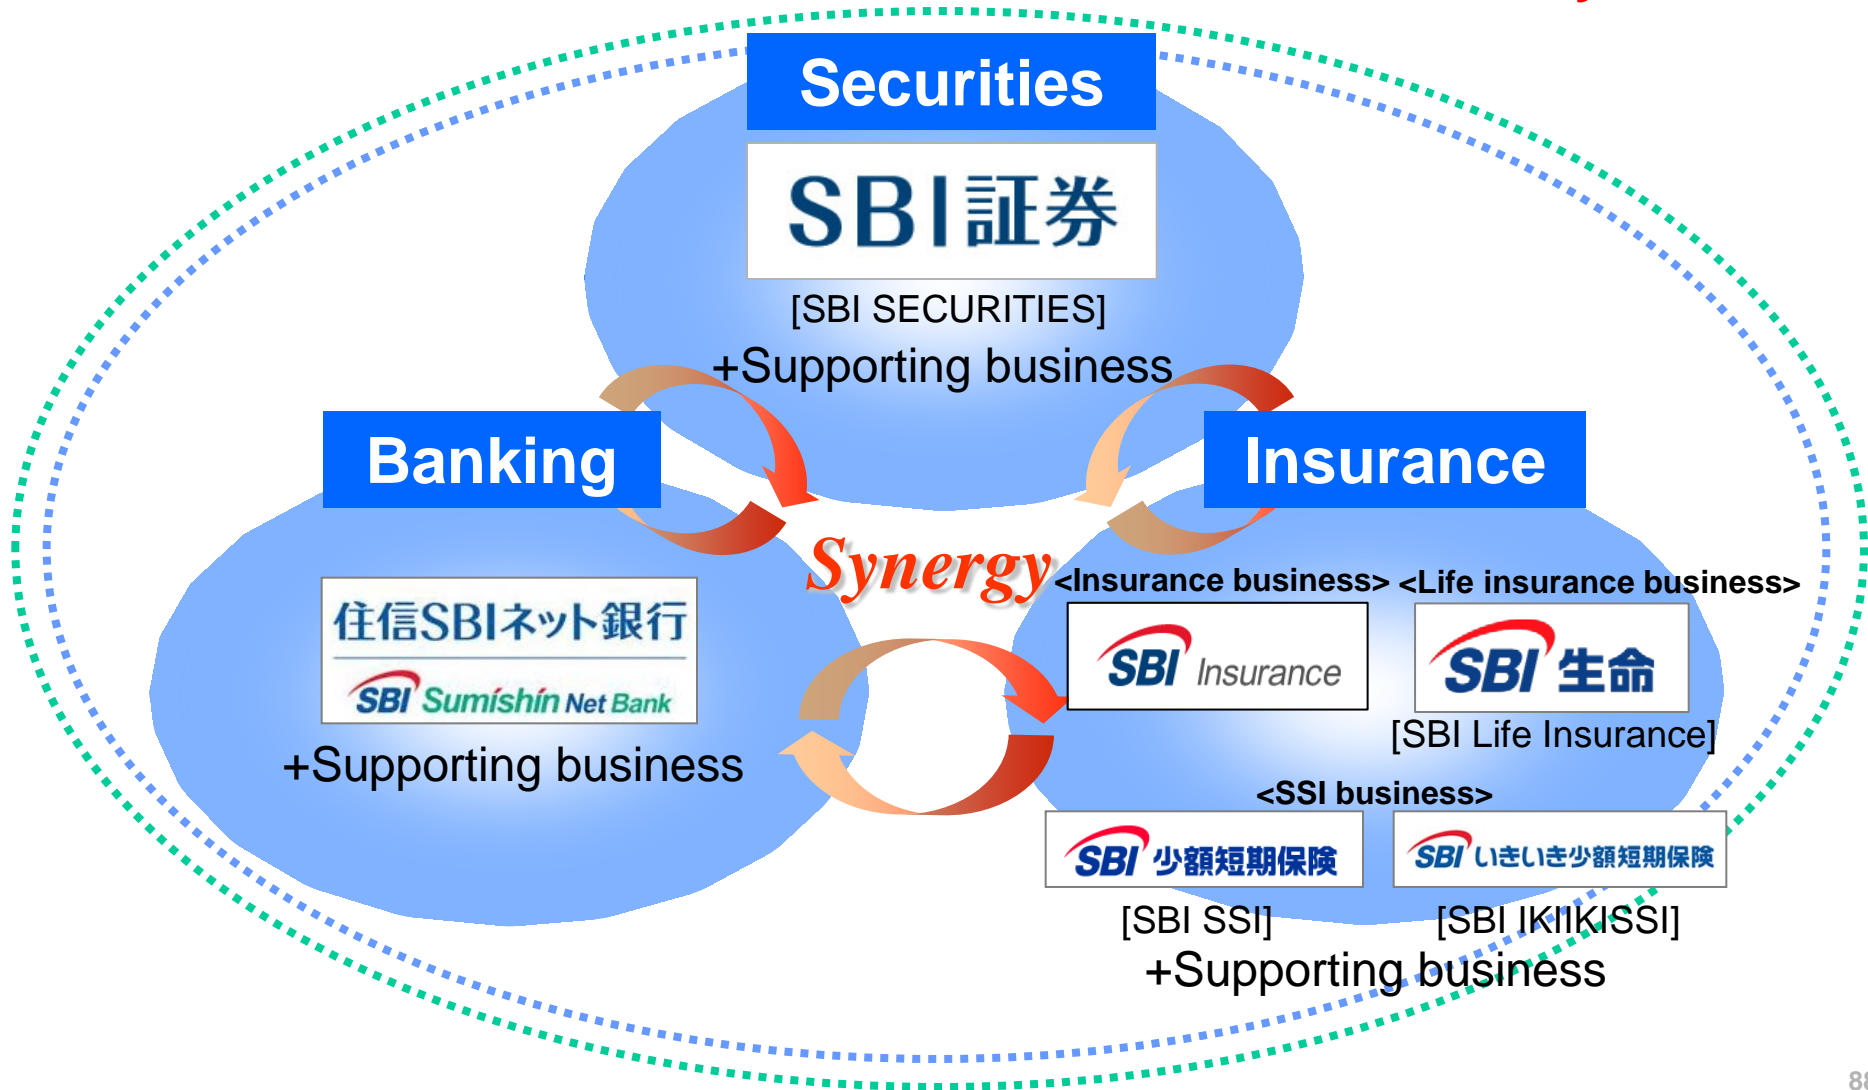 Securities
SBI証券
[SBI SECURITIES]
+Supporting business
Banking
Insurance
Synergy
住信SBIネット銀行
SBI Sumishin Net Bank
+Supporting business
<Insurance business> <Life insurance business>
SBI Insurance
SBI生命
[SBI Life Insurance]
<SSI business>
SBI少額短期保険
SBIいきいき少額短期保険
[SBI SSI]
[SBI IKIIKISSI]
+Supporting business